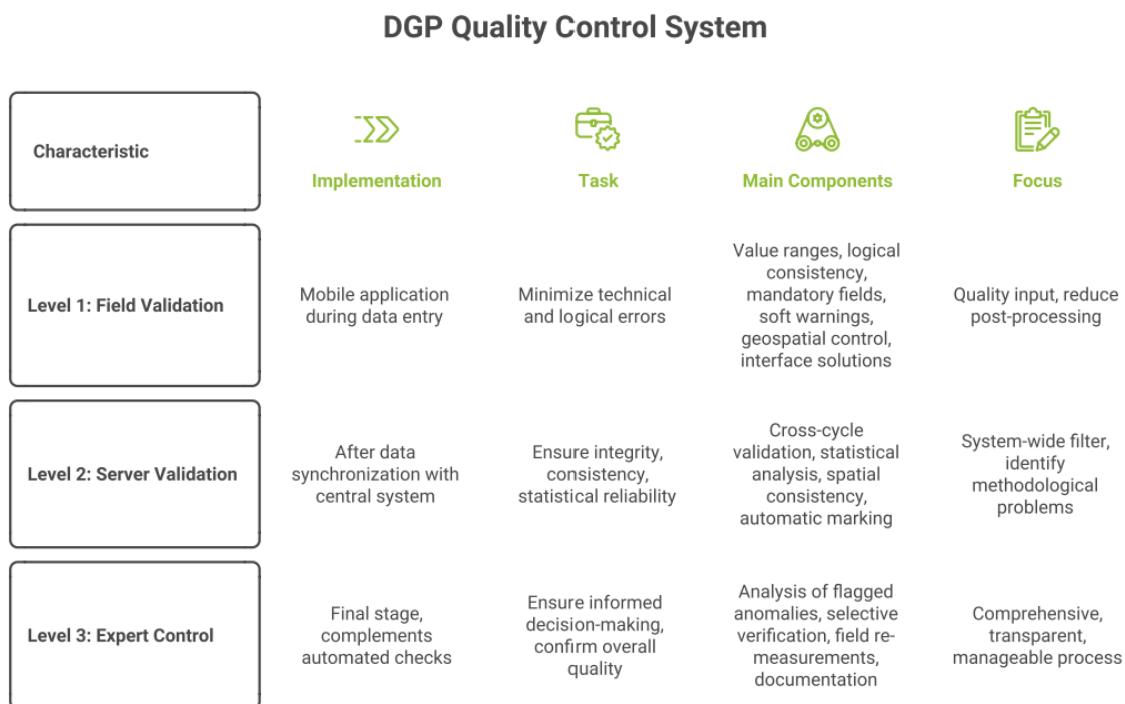 DGP Quality Control System
Characteristic
Implementation
Task
Main Components
Focus
Level 1: Field Validation
Mobile application
during data entry
Minimize technical
and logical errors
Value ranges, logical
consistency,
mandatory fields,
soft warnings,
geospatial control,
interface solutions
Quality input, reduce
post-processing
Level 2: Server Validation
After data
synchronization with
central system
Ensure integrity,
consistency,
statistical reliability
Cross-cycle
validation, statistical
analysis, spatial
consistency,
automatic marking
System-wide filter,
identify
methodological
problems
Level 3: Expert Control
Final stage,
complements
automated checks
Ensure informed
decision-making,
confirm overall
quality
Analysis of flagged
anomalies, selective
verification, field re-
measurements,
documentation
Comprehensive,
transparent,
manageable process